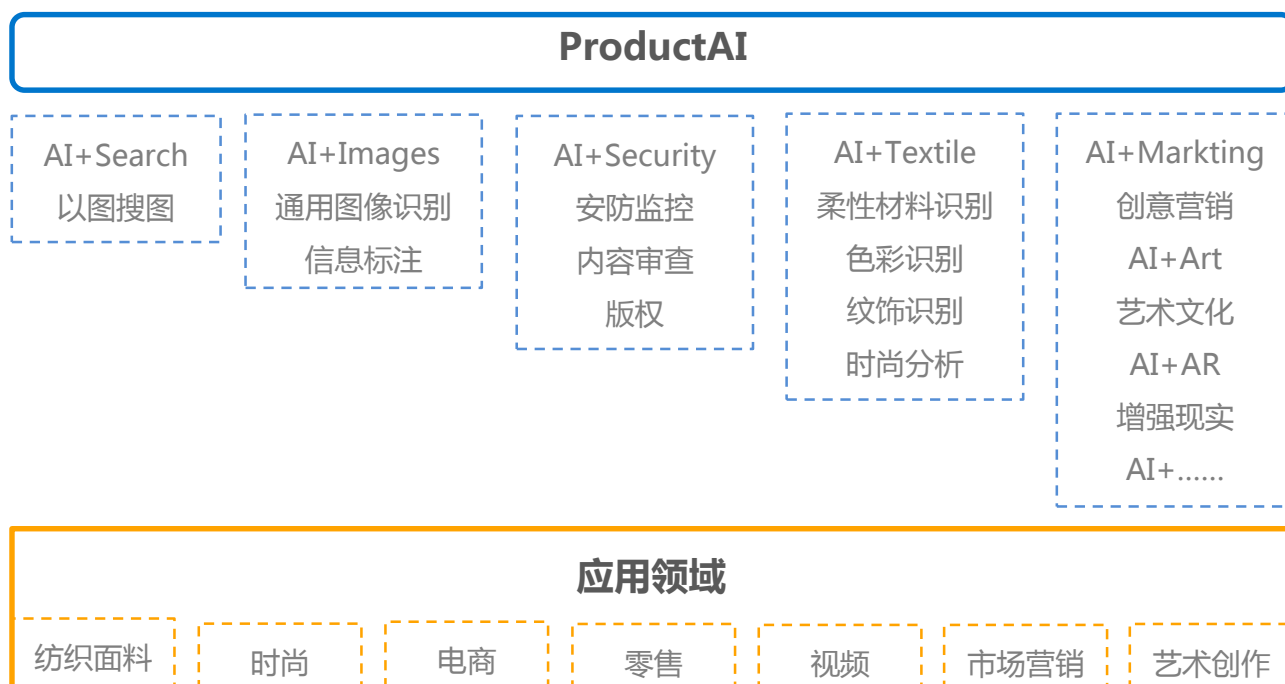 ProductAI
AI+Search
以图搜图
AI+Images
通用图像识别
信息标注
AI+Security
安防监控
内容审查
版权
AI+Textile
柔性材料识别
色彩识别
纹饰识别
时尚分析
AI+Markting
创意营销
AI+Art
艺术文化
AI+AR
增强现实
AI+......
应用领域
纺织面料
时尚
电商
零售
视频
市场营销
艺术创作